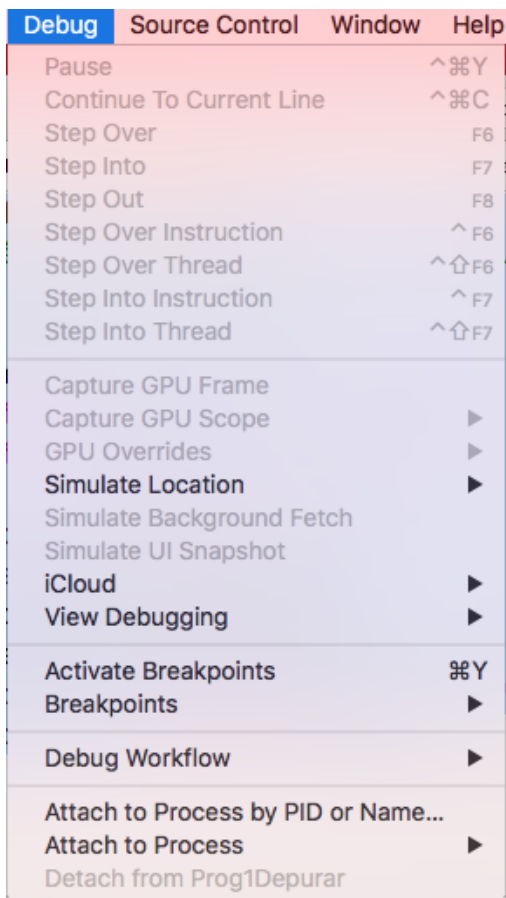 Debug Source Control Window Help
Pause ^⌘Y
Continue To Current Line ^⌘C
Step Over F6
Step Into F7
Step Out F8
Step Over Instruction ^F6
Step Over Thread ^⇧F6
Step Into Instruction ^F7
Step Into Thread ^⇧F7
Capture GPU Frame
Capture GPU Scope ▶
GPU Overrides ▶
Simulate Location ▶
Simulate Background Fetch
Simulate UI Snapshot
iCloud ▶
View Debugging ▶
Activate Breakpoints ⌘Y
Breakpoints ▶
Debug Workflow ▶
Attach to Process by PID or Name...
Attach to Process ▶
Detach from Prog1Depurar